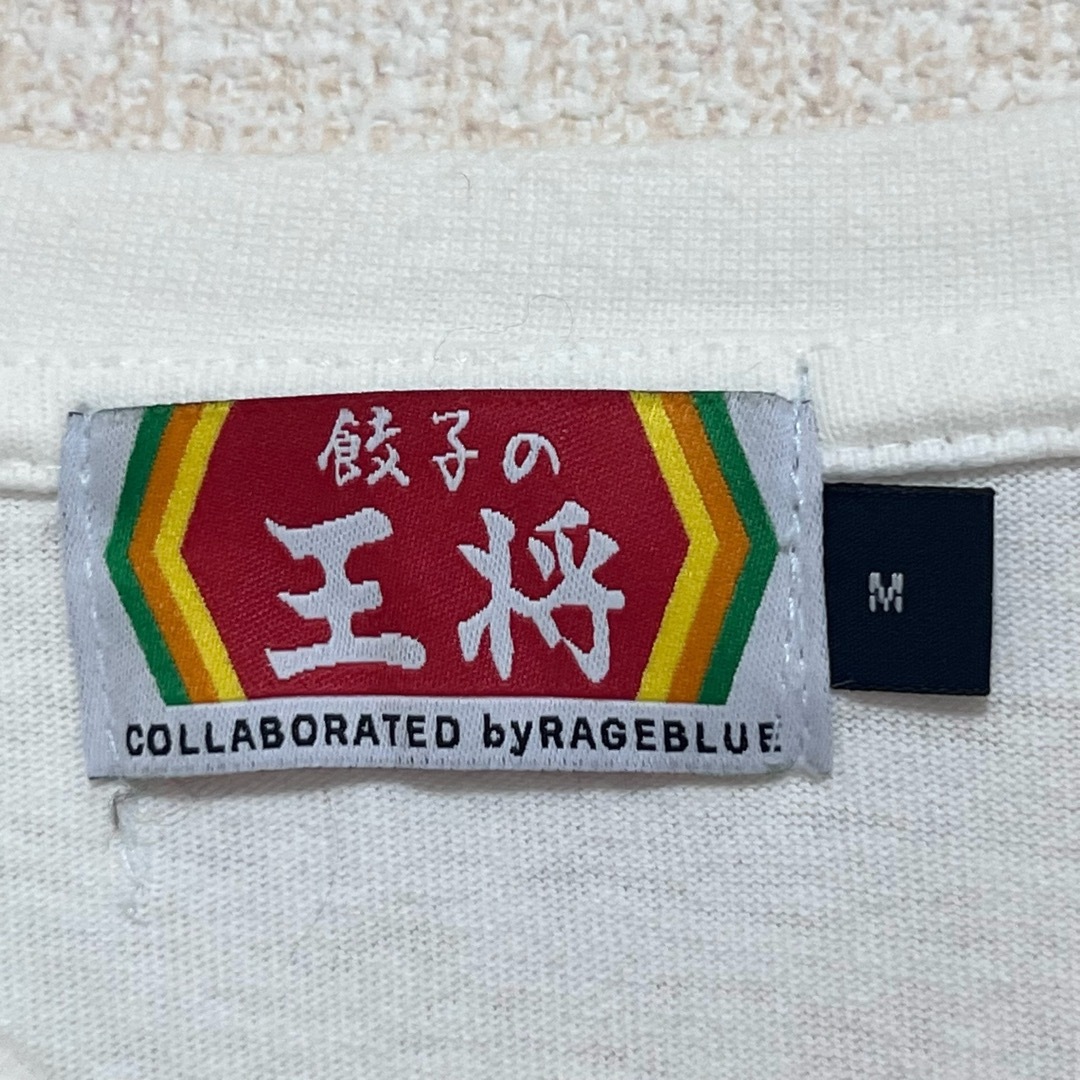 餃子の
王将
COLLABORATED byRAGEBLUE
M